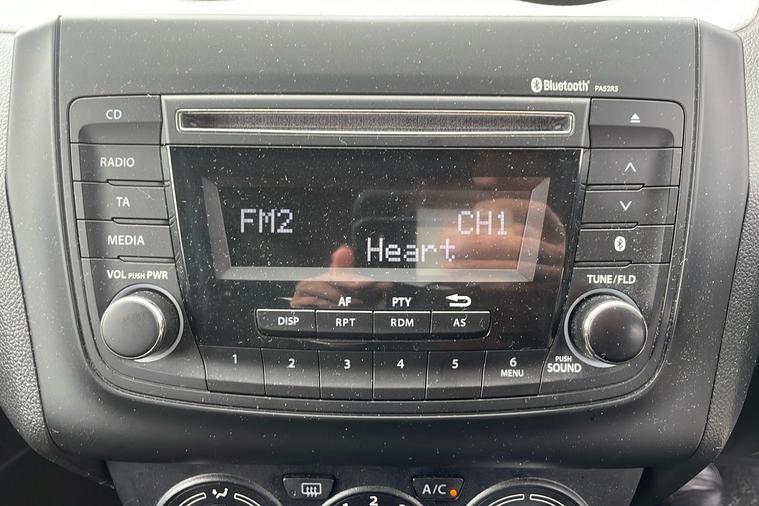 Bluetooth® PA52R3
CD
RADIO
TA
MEDIA
FM2 CH1
Heart
VOL PUSH PWR
TUNE/FLD
AF PTY
DISP RPT RDM AS
1 2 3 4 5 6
MENU
PUSH
SOUND
A/C
2